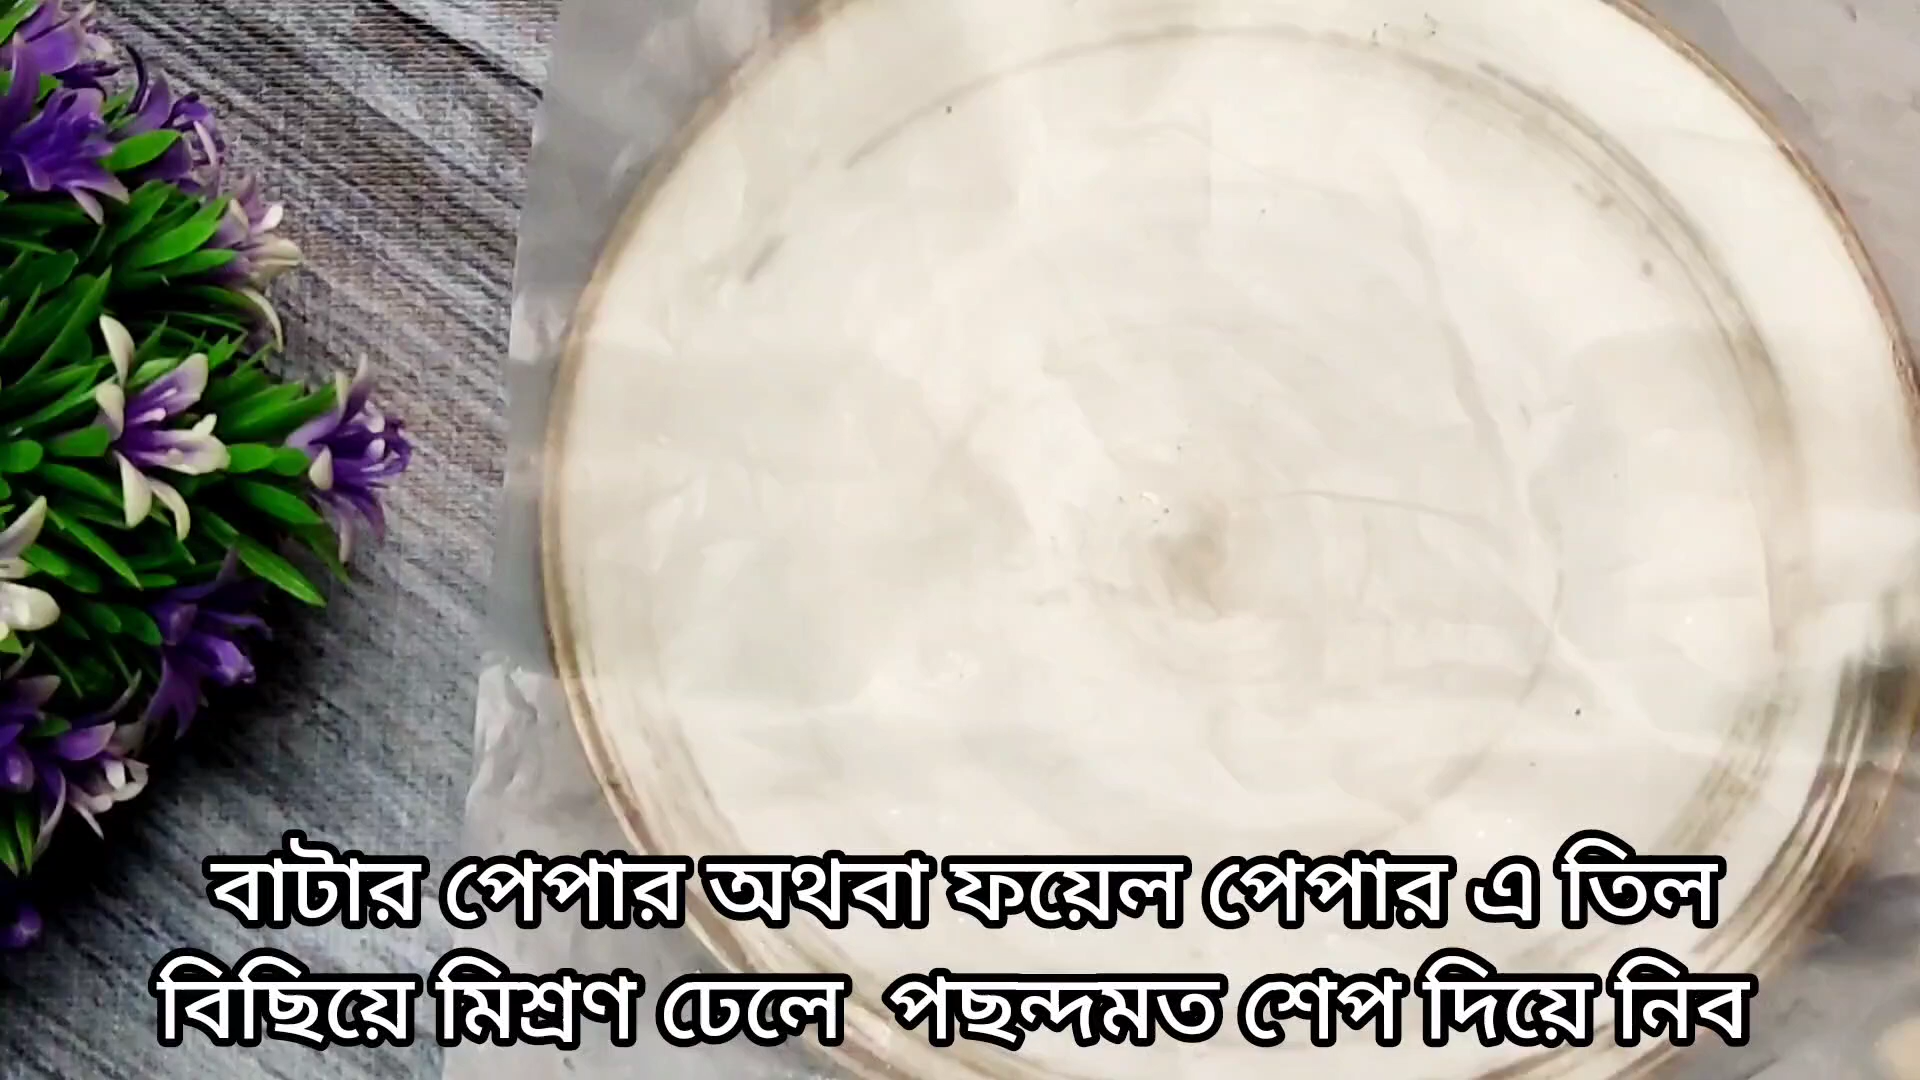 বাটার পেপার অথবা ফয়েল পেপার এ তিল
বিছিয়ে মিশ্রণ ঢেলে পছন্দমত শেপ দিয়ে নিব